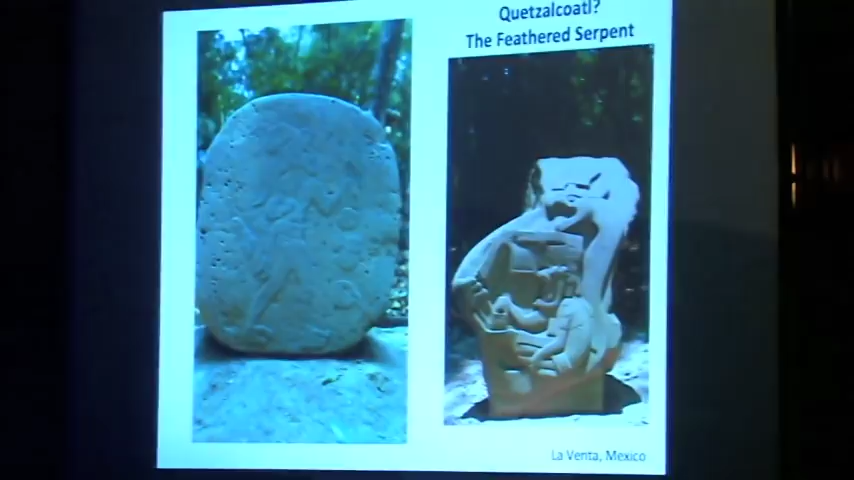 Quetzalcoatl?
The Feathered Serpent
La Venta, Mexico